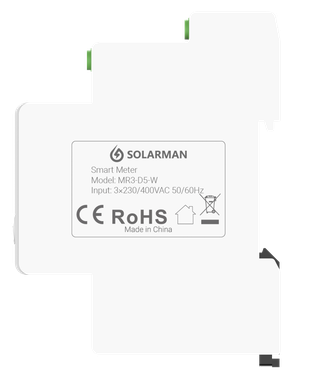 SOLARMAN
Smart Meter
Model: MR3-D5-W
Input: 3×230/400VAC 50/60Hz
CE RoHS
Made in China